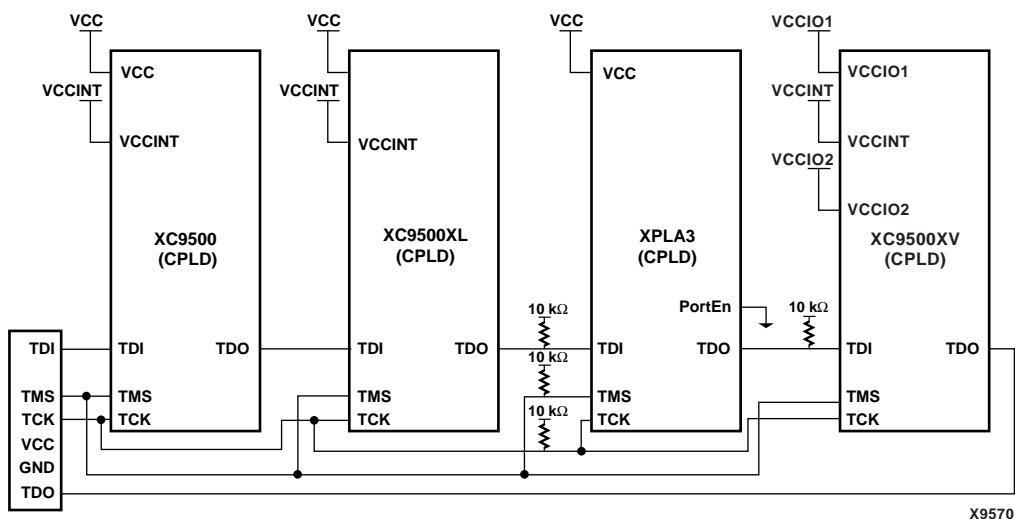 VCC
VCC
VCC
VCCIO1
VCC
VCC
VCCIO1
VCCINT
VCCINT
VCCINT
VCCINT
VCCINT
VCCINT
VCCIO2
VCCIO2
XC9500
(CPLD)
XC9500XL
(CPLD)
XPLA3
(CPLD)
XC9500XV
(CPLD)
PortEn
10 kΩ
10 kΩ
TDI
TDI
TDO
TDI
TDO
TDI
TDO
TDI
TDO
10 kΩ
TMS
TMS
TMS
TMS
TMS
10 kΩ
TCK
TCK
TCK
TCK
TCK
VCC
GND
TDO
X9570